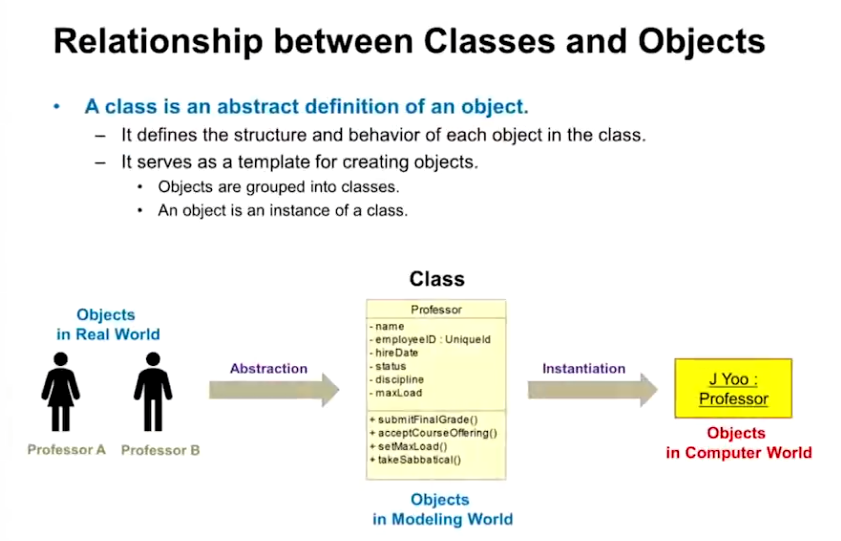 Relationship between Classes and Objects
• A class is an abstract definition of an object.
– It defines the structure and behavior of each object in the class.
– It serves as a template for creating objects.
• Objects are grouped into classes.
• An object is an instance of a class.
Class
Objects
in Real World
Professor A Professor B
Abstraction
Professor
- name
- employeeID : UniqueId
- hireDate
- status
- discipline
- maxLoad
+ submitFinalGrade()
+ acceptCourseOffering()
+ setMaxLoad()
+ takeSabbatical()
Objects
in Modeling World
Instantiation
J Yoo :
Professor
Objects
in Computer World